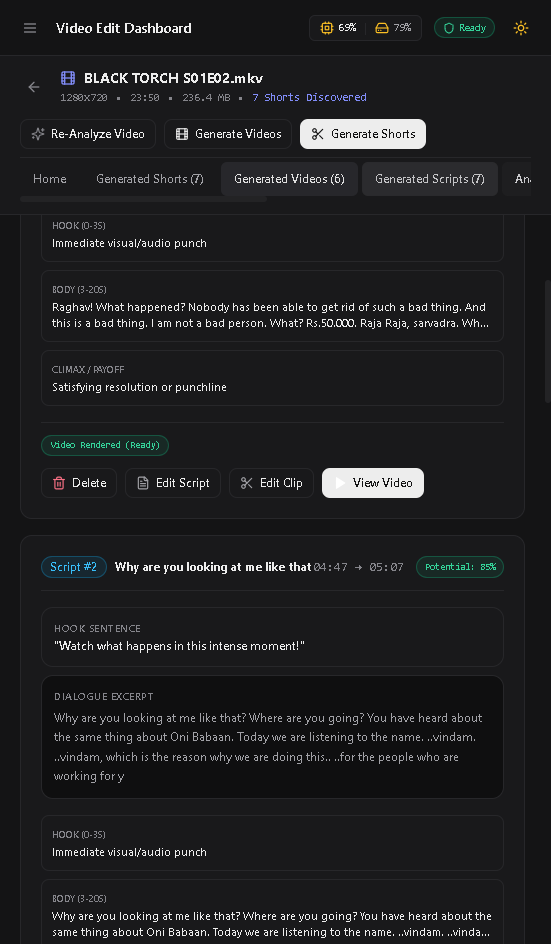 Video Edit Dashboard
69%
79%
Ready
BLACK TORCH S01E02.mkv
1280x720 • 23:50 • 236.4 MB • 7 Shorts Discovered
Re-Analyze Video
Generate Videos
Generate Shorts
Home
Generated Shorts (7)
Generated Videos (6)
Generated Scripts (7)
An
HOOK (0-3S)
Immediate visual/audio punch
BODY (3-20S)
Raghav! What happened? Nobody has been able to get rid of such a bad thing. And
this is a bad thing. I am not a bad person. What? Rs.50,000. Raja Raja, sarvadra. Wh...
CLIMAX / PAYOFF
Satisfying resolution or punchline
Video Rendered (Ready)
Delete
Edit Script
Edit Clip
View Video
Script #2
Why are you looking at me like that
04:47 → 05:07
Potential: 85%
HOOK SENTENCE
"Watch what happens in this intense moment!"
DIALOGUE EXCERPT
Why are you looking at me like that? Where are you going? You have heard about
the same thing about Oni Babaan. Today we are listening to the name. ..vindam.
..vindam, which is the reason why we are doing this.. ..for the people who are
working for y
HOOK (0-3S)
Immediate visual/audio punch
BODY (3-20S)
Why are you looking at me like that? Where are you going? You have heard about the
same thing about Oni Babaan. Today we are listening to the name. ..vindam. ..vinda...